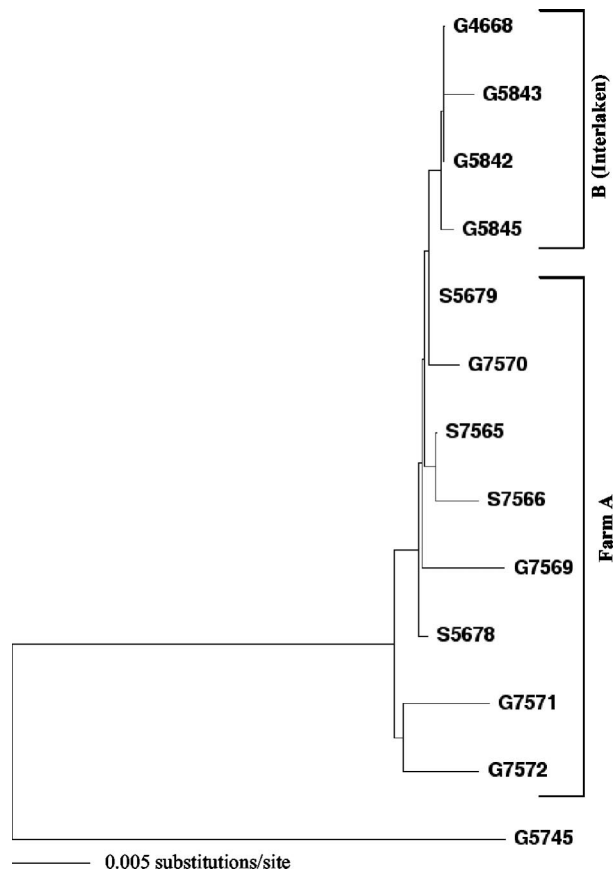 G4668
G5843
G5842
G5845
B (Interlaken)
S5679
G7570
S7565
S7566
G7569
S5678
G7571
G7572
Farm A
G5745
0.005 substitutions/site